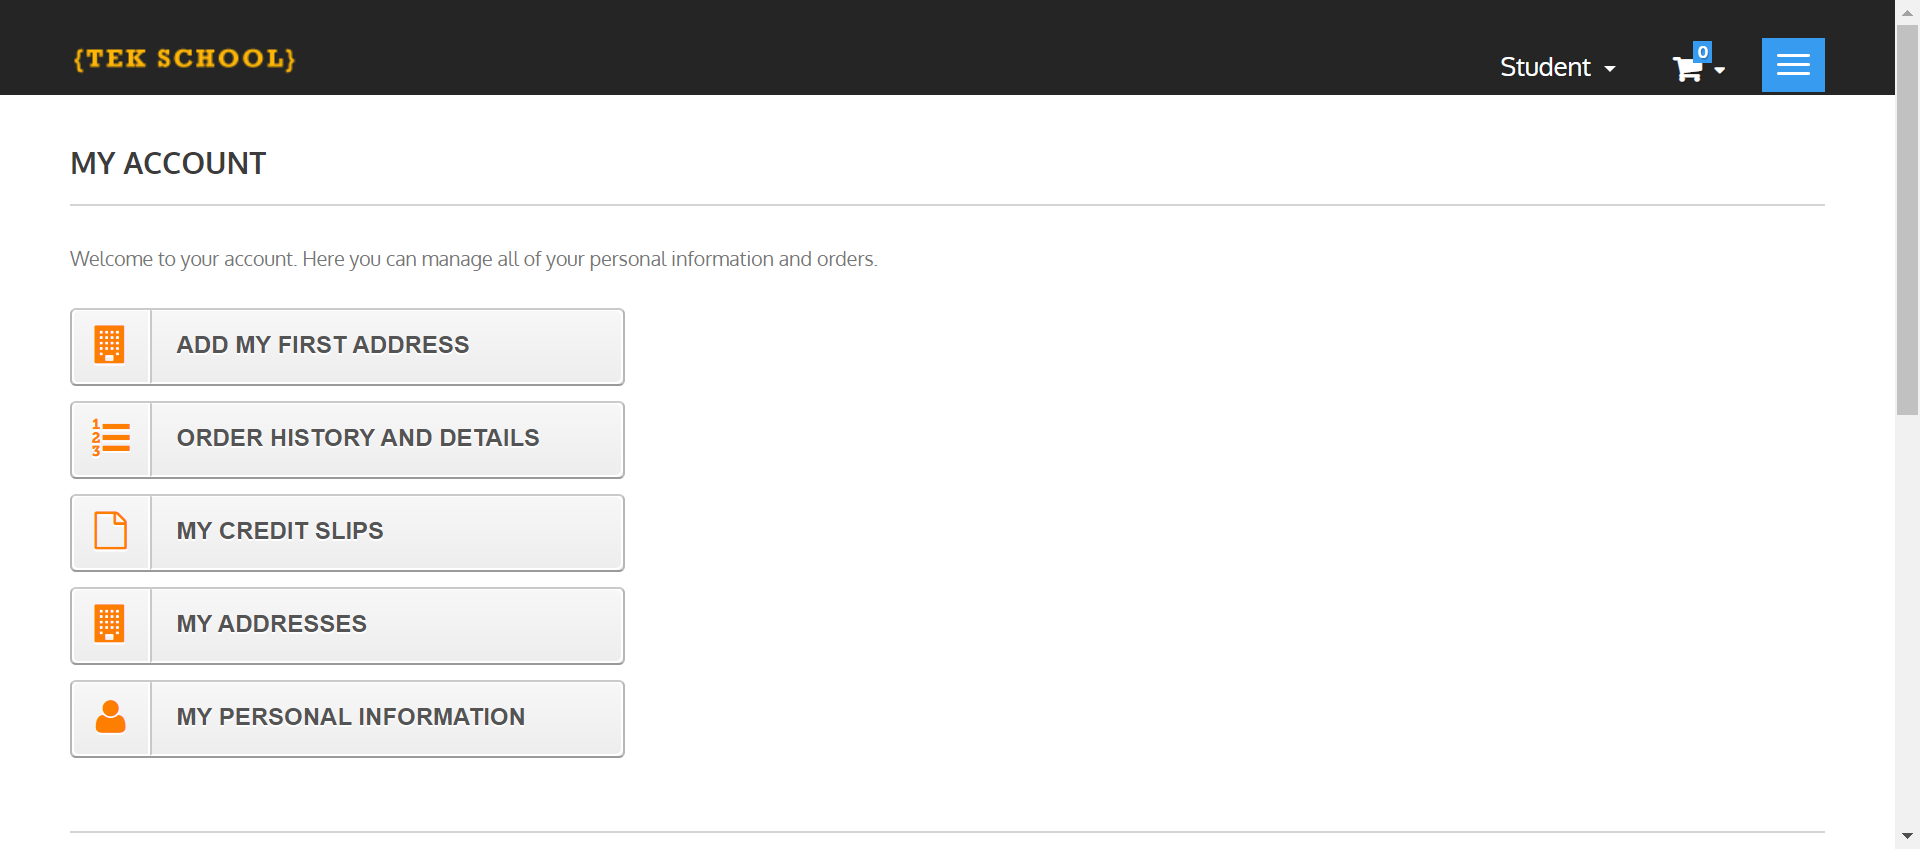 {TEK SCHOOL}
Student
0
MY ACCOUNT
Welcome to your account. Here you can manage all of your personal information and orders.
ADD MY FIRST ADDRESS
1
2
3
ORDER HISTORY AND DETAILS
MY CREDIT SLIPS
MY ADDRESSES
MY PERSONAL INFORMATION